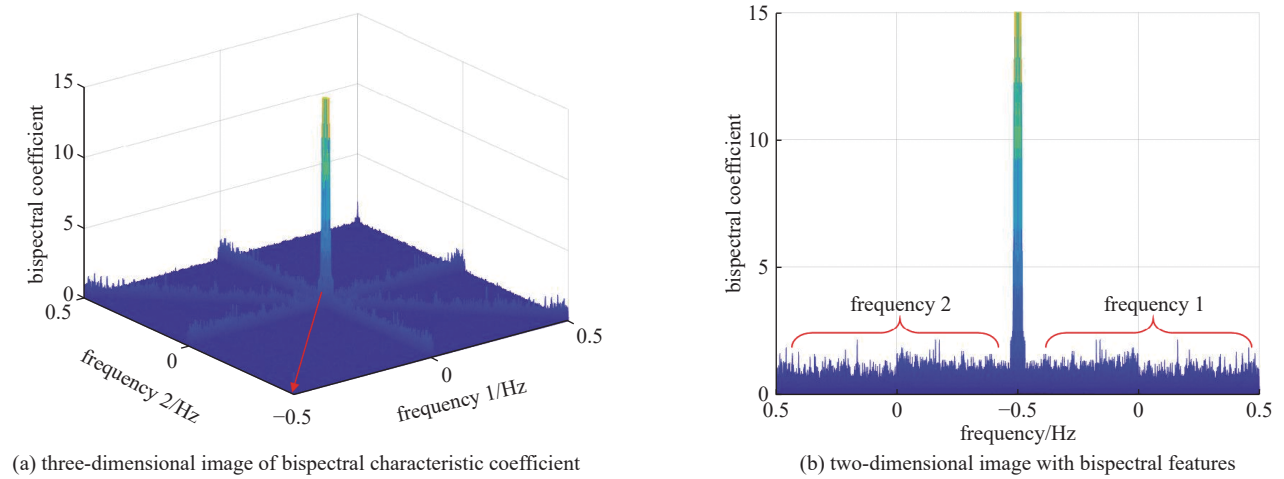 15
10
5
0
bispectral coefficient
0.5
0
−0.5
frequency 2/Hz
0
0.5
frequency 1/Hz
(a) three-dimensional image of bispectral characteristic coefficient
15
10
5
0
bispectral coefficient
frequency 2
frequency 1
0.5
0
−0.5
0
0.5
frequency/Hz
(b) two-dimensional image with bispectral features